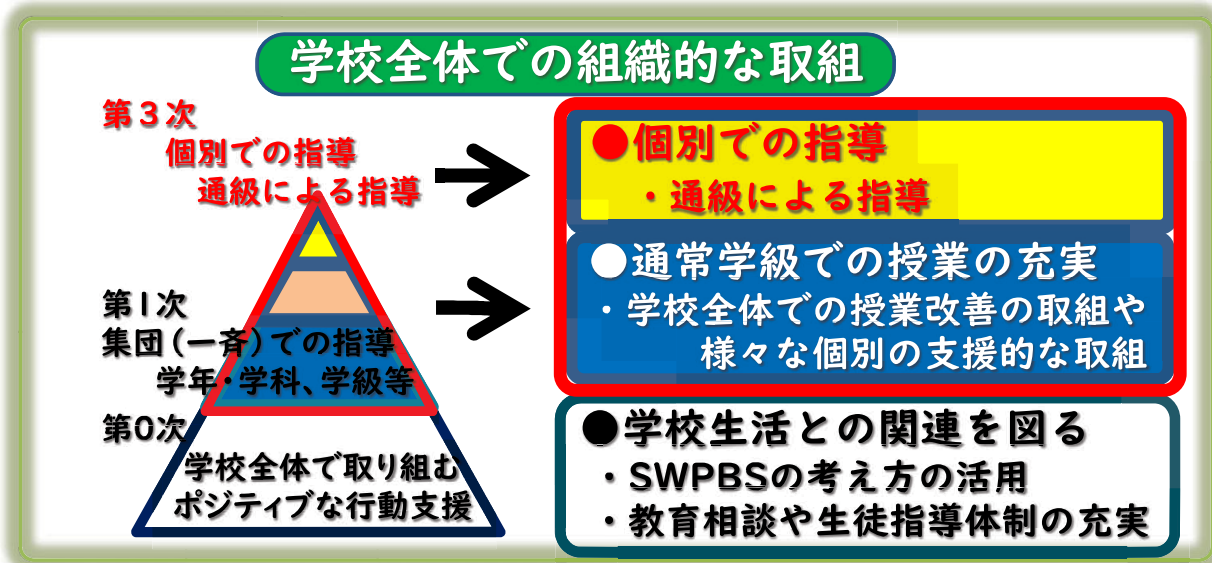 学校全体での組織的な取組
第3次
個別での指導
通級による指導
第1次
集団(一斉)での指導
学年・学科、学級等
第0次
学校全体で取り組む
ポジティブな行動支援
●個別での指導
・通級による指導
●通常学級での授業の充実
・学校全体での授業改善の取組や
様々な個別の支援的な取組
●学校生活との関連を図る
・SWPBSの考え方の活用
・教育相談や生徒指導体制の充実